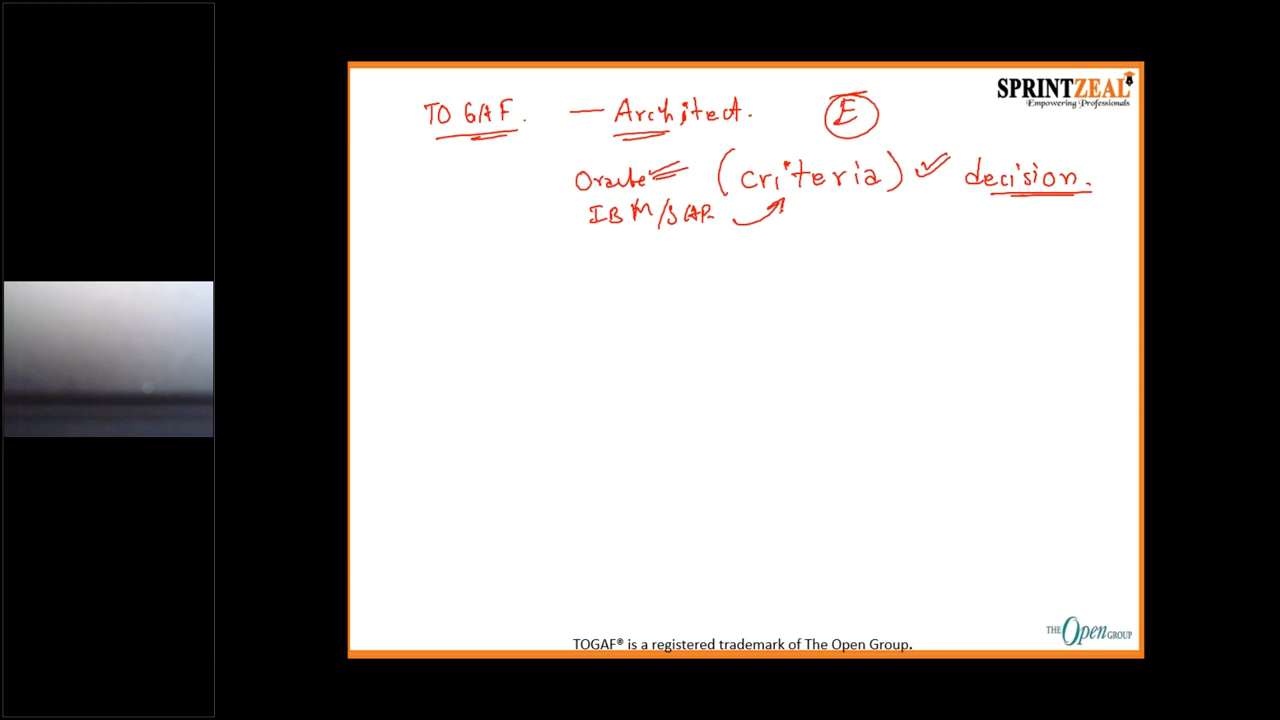 SPRINTZEAL
Empowering Professionals
TOGAF. — Architect. E
Oracle (criteria) decision.
IBM/SAP
THE Open GROUP
TOGAF® is a registered trademark of The Open Group.